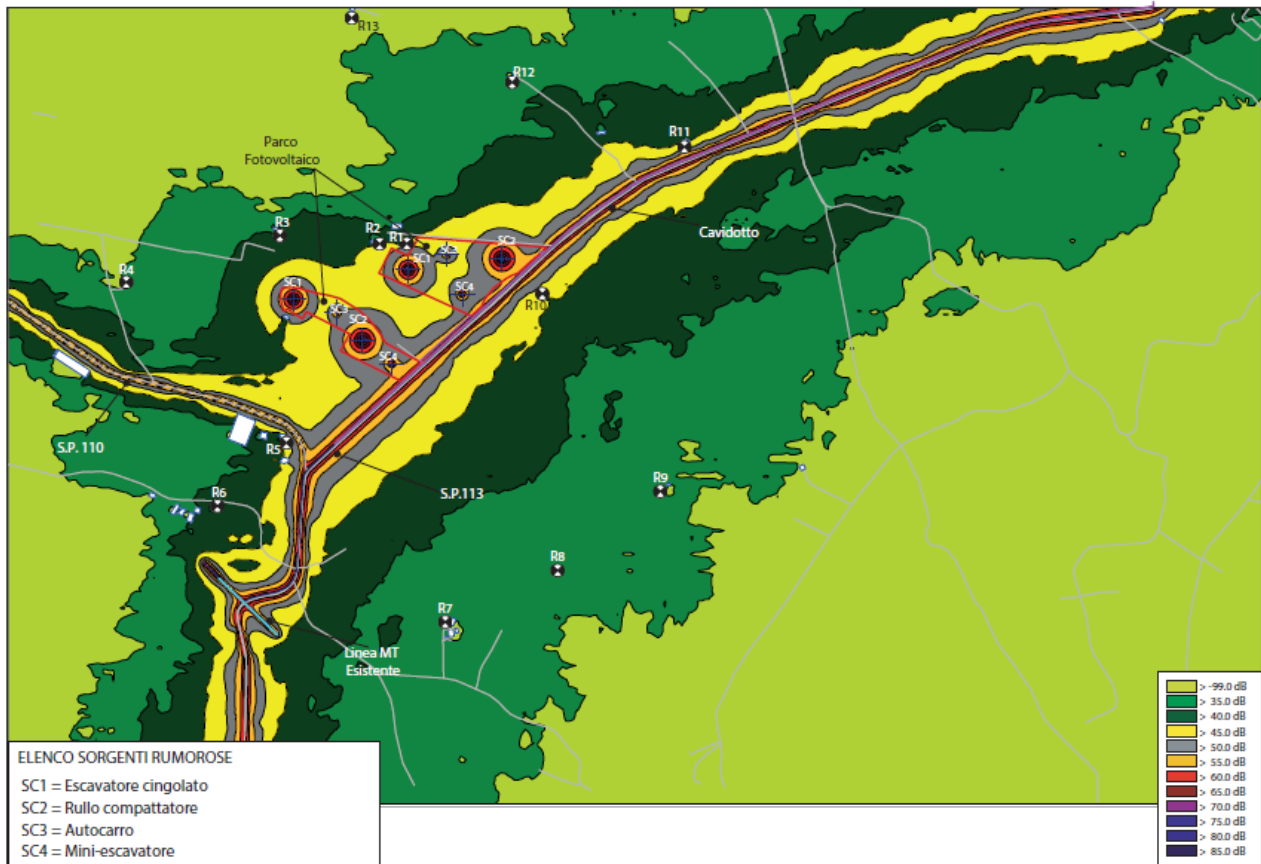 R13
R12
R11
Parco
Fotovoltaico
R3
R2
R1
SC3
SC2
SC1
Cavidotto
R4
SC1
SC4
R10
SC3
SC2
SC4
S.P. 110
R5
S.P.113
R9
R6
R8
R7
Linea MT
Esistente
ELENCO SORGENTI RUMOROSE
SC1 = Escavatore cingolato
SC2 = Rullo compattatore
SC3 = Autocarro
SC4 = Mini-escavatore
> -99.0 dB
> 35.0 dB
> 40.0 dB
> 45.0 dB
> 50.0 dB
> 55.0 dB
> 60.0 dB
> 65.0 dB
> 70.0 dB
> 75.0 dB
> 80.0 dB
> 85.0 dB